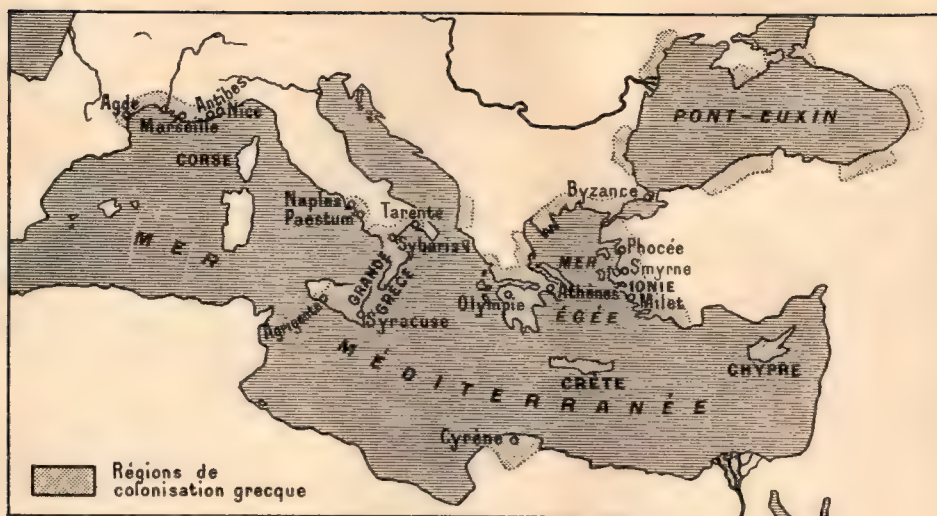 Agde
Antibes
Nice
Marseille
CORSE
PONT-EUXIN
Byzance
Naples
Paestum
Tarente
Sybaris
MER
GRANDE
GRÈCE
Agrigente
Syracuse
Olympie
Athènes
MER
ÉGÉE
Phocée
Smyrne
IONIE
Milet
MÉDITERRANÉE
CRÈTE
CHYPRE
Cyrène
Régions de
colonisation grecque